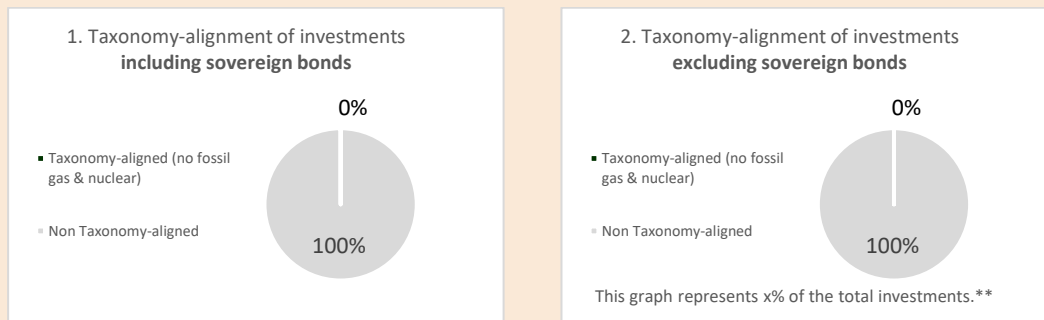 1. Taxonomy-alignment of investments
including sovereign bonds
0%
Taxonomy-aligned (no fossil
gas & nuclear)
Non Taxonomy-aligned
100%
2. Taxonomy-alignment of investments
excluding sovereign bonds
0%
Taxonomy-aligned (no fossil
gas & nuclear)
Non Taxonomy-aligned
100%
This graph represents x% of the total investments.**